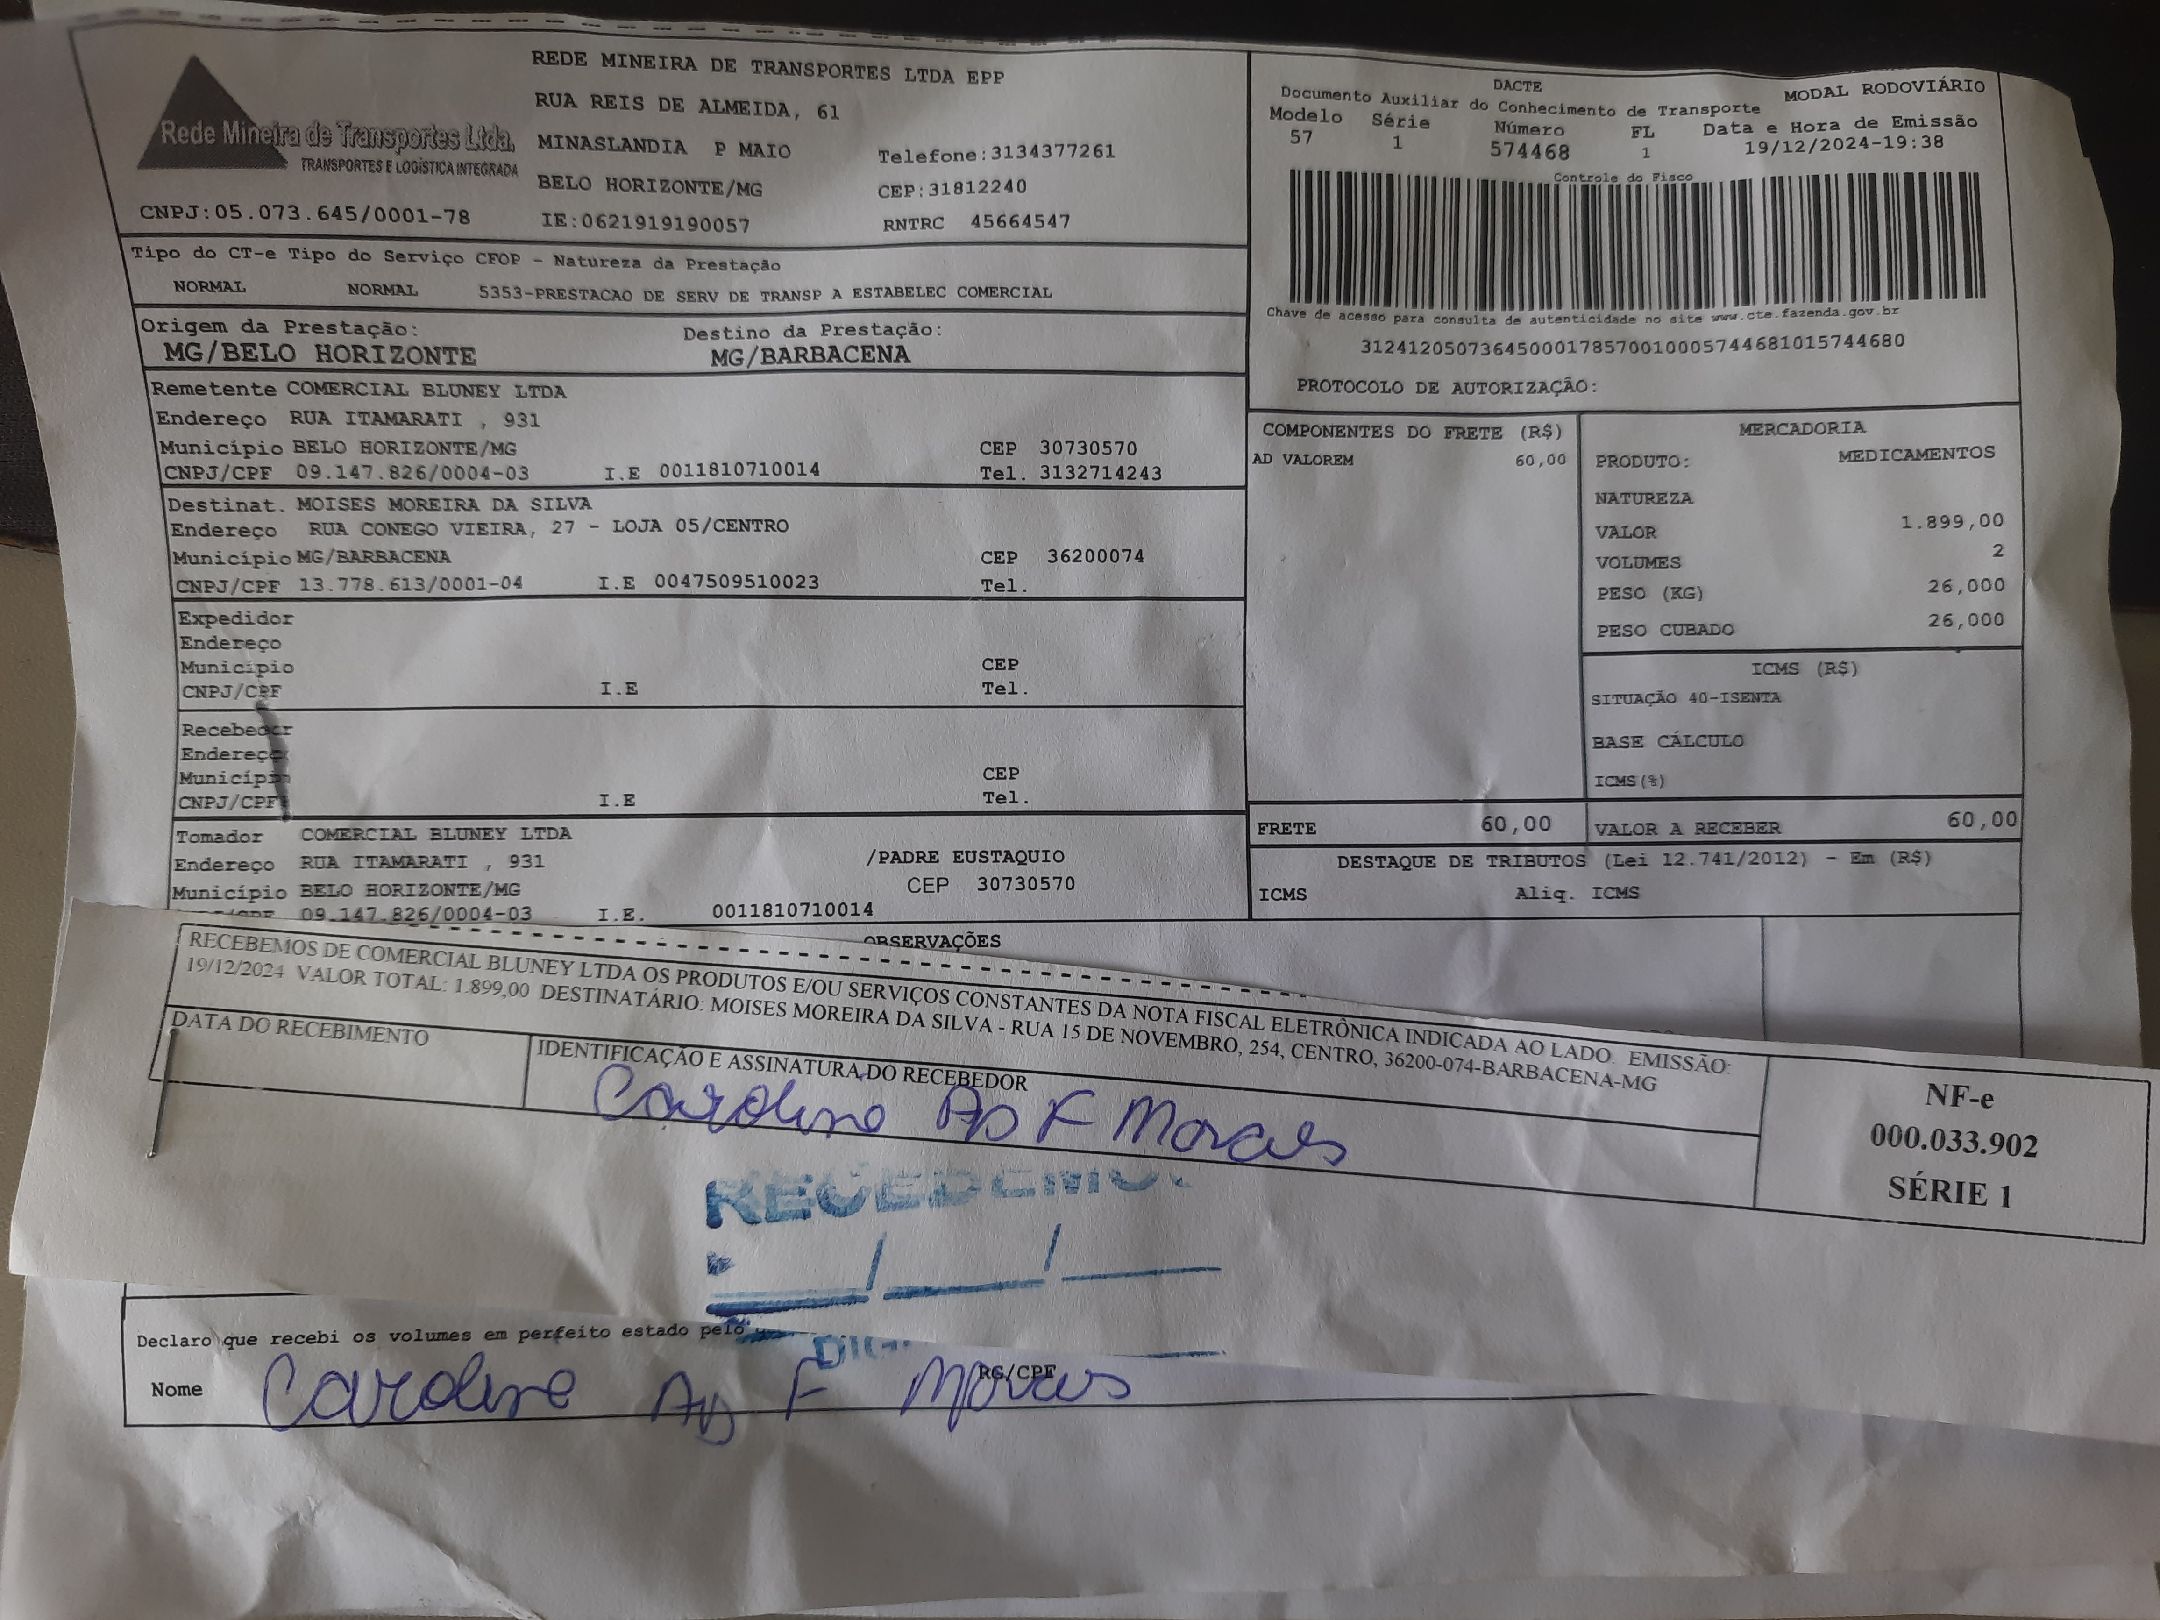 Rede Mineira de Transportes Ltda.
TRANSPORTES E LOGÍSTICA INTEGRADA
CNPJ:05.073.645/0001-78
REDE MINEIRA DE TRANSPORTES LTDA EPP
RUA REIS DE ALMEIDA, 61
MINASLANDIA P MAIO Telefone:3134377261
BELO HORIZONTE/MG CEP:31812240
IE:0621919190057 RNTRC 45664547
DACTE MODAL RODOVIÁRIO
Documento Auxiliar do Conhecimento de Transporte
Modelo Série Número FL Data e Hora de Emissão
57 1 574468 1 19/12/2024-19:38
Controle do Fisco
Chave de acesso para consulta de autenticidade no site www.cte.fazenda.gov.br
31241205073645000178570010005744681015744680
PROTOCOLO DE AUTORIZAÇÃO:
Tipo do CT-e Tipo do Serviço CFOP - Natureza da Prestação
NORMAL NORMAL 5353-PRESTACAO DE SERV DE TRANSP A ESTABELEC COMERCIAL
Origem da Prestação: Destino da Prestação:
MG/BELO HORIZONTE MG/BARBACENA
Remetente COMERCIAL BLUNEY LTDA
Endereço RUA ITAMARATI , 931
Município BELO HORIZONTE/MG CEP 30730570
CNPJ/CPF 09.147.826/0004-03 I.E 0011810710014 Tel. 3132714243
Destinat. MOISES MOREIRA DA SILVA
Endereço RUA CONEGO VIEIRA, 27 - LOJA 05/CENTRO
Município MG/BARBACENA CEP 36200074
CNPJ/CPF 13.778.613/0001-04 I.E 0047509510023 Tel.
Expedidor
Endereço
Município CEP
CNPJ/CPF I.E Tel.
Recebedor
Endereço
Município CEP
CNPJ/CPF I.E Tel.
Tomador COMERCIAL BLUNEY LTDA
Endereço RUA ITAMARATI , 931 /PADRE EUSTAQUIO
Município BELO HORIZONTE/MG CEP 30730570
09.147.826/0004-03 I.E. 0011810710014
COMPONENTES DO FRETE (R$)
AD VALOREM 60,00
MERCADORIA
PRODUTO: MEDICAMENTOS
NATUREZA
VALOR 1.899,00
VOLUMES 2
PESO (KG) 26,000
PESO CUBADO 26,000
ICMS (R$)
SITUAÇÃO 40-ISENTA
BASE CÁLCULO
ICMS(%)
FRETE 60,00 VALOR A RECEBER 60,00
DESTAQUE DE TRIBUTOS (Lei 12.741/2012) - Em (R$)
ICMS Aliq. ICMS
OBSERVAÇÕES
RECEBEMOS DE COMERCIAL BLUNEY LTDA OS PRODUTOS E/OU SERVIÇOS CONSTANTES DA NOTA FISCAL ELETRÔNICA INDICADA AO LADO. EMISSÃO:
19/12/2024 VALOR TOTAL: 1.899,00 DESTINATÁRIO: MOISES MOREIRA DA SILVA - RUA 15 DE NOVEMBRO, 254, CENTRO, 36200-074-BARBACENA-MG
DATA DO RECEBIMENTO IDENTIFICAÇÃO E ASSINATURA DO RECEBEDOR
Caroline Ap F Morais
NF-e
000.033.902
SÉRIE 1
RECEBEMOS
Declaro que recebi os volumes em perfeito estado pelo
Nome Caroline Ap F Morais RG/CPF